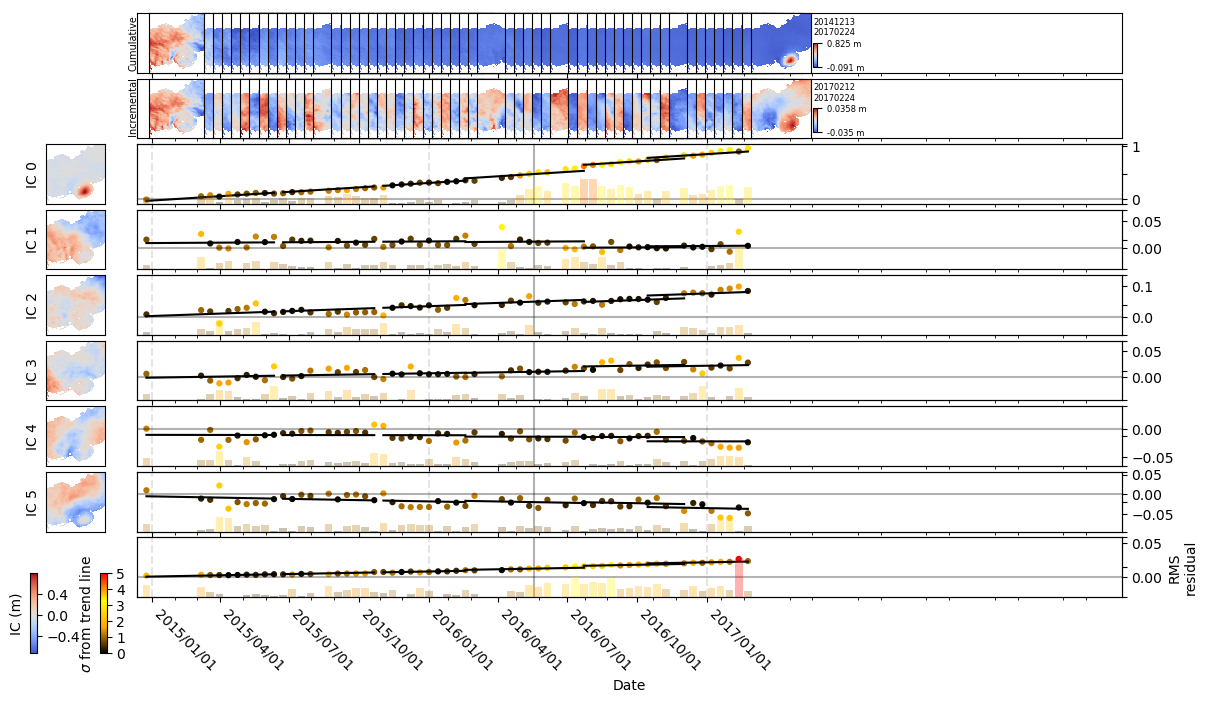 Cumulative
20141213
20170224
0.825 m
-0.091 m
Incremental
20170212
20170224
0.0358 m
-0.035 m
IC 0
1
0
IC 1
0.05
0.00
IC 2
0.1
0.0
IC 3
0.05
0.00
IC 4
0.00
−0.05
IC 5
0.05
0.00
−0.05
RMS
residual
0.05
0.00
IC (m)
0.4
0.0
−0.4
σ from trend line
5
4
3
2
1
0
2015/01/01
2015/04/01
2015/07/01
2015/10/01
2016/01/01
2016/04/01
2016/07/01
2016/10/01
2017/01/01
Date